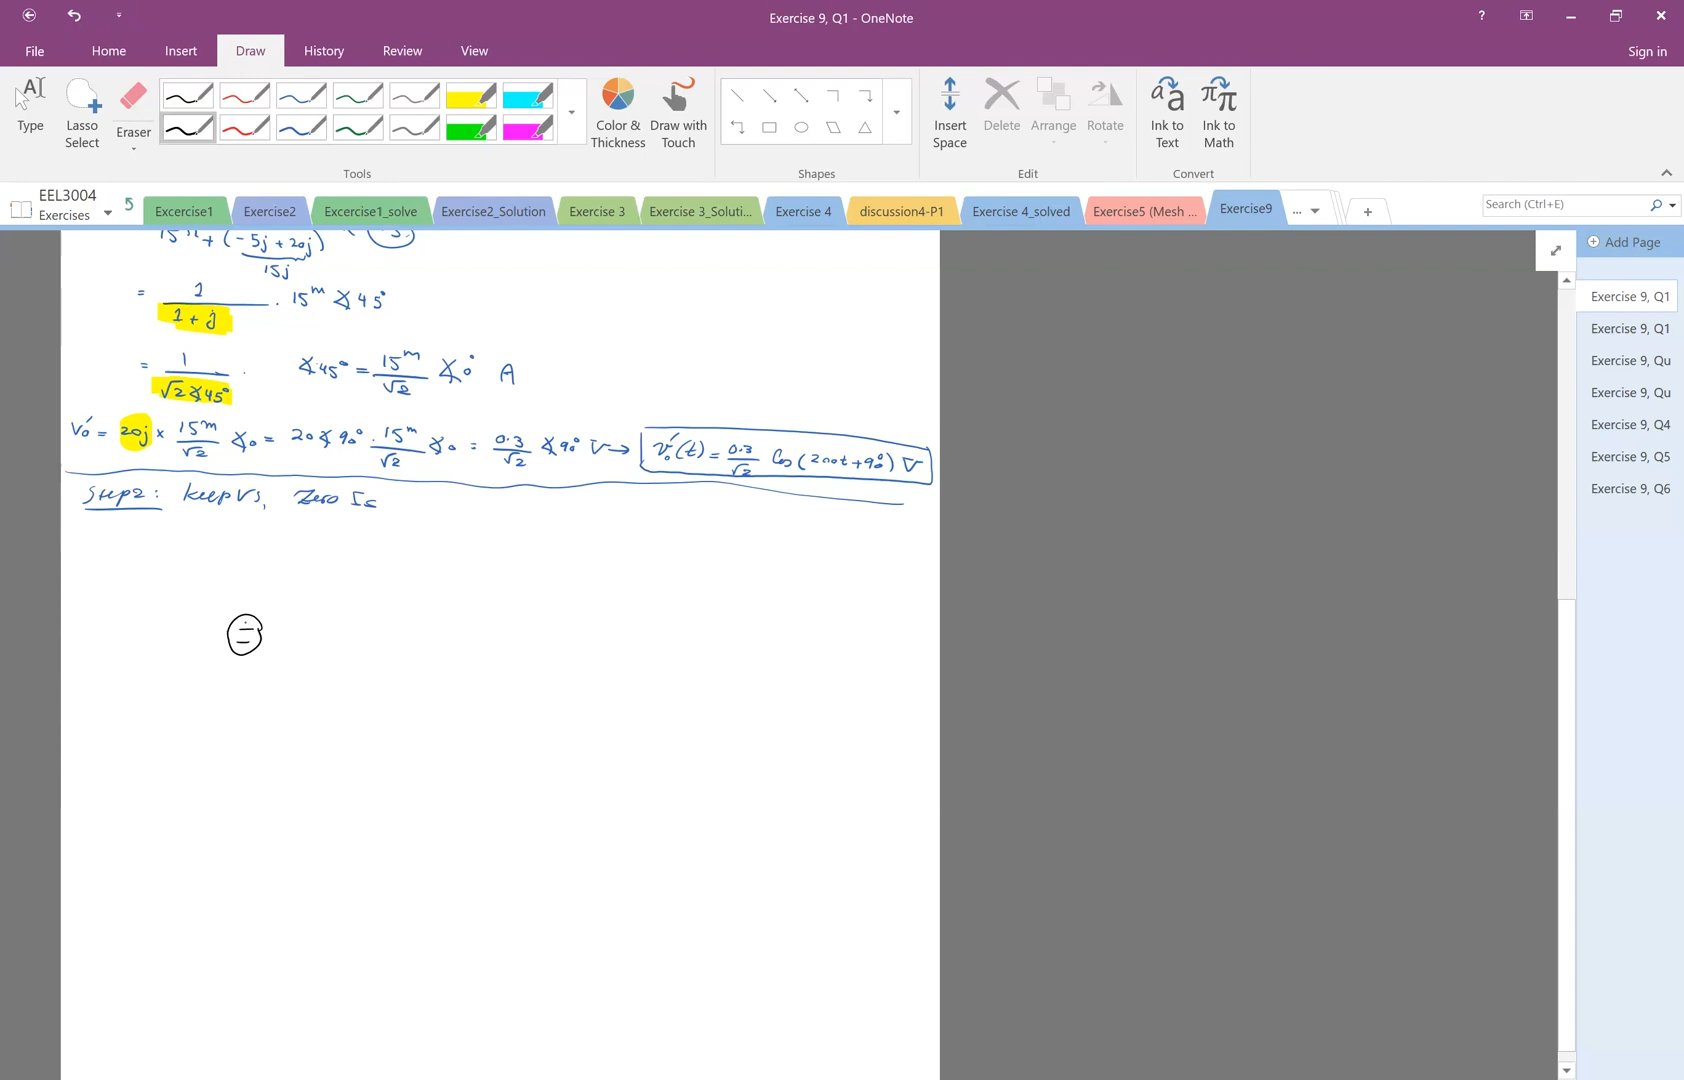 Exercise 9, Q1 - OneNote
File Home Insert Draw History Review View Sign in
Type Lasso Select Eraser Color & Thickness Draw with Touch Insert Space Delete Arrange Rotate Ink to Text Ink to Math
Tools Shapes Edit Convert
EEL3004
Exercises
Excercise1 Exercise2 Excercise1_solve Exercise2_Solution Exercise 3 Exercise 3_Soluti... Exercise 4 discussion4-P1 Exercise 4_solved Exercise5 (Mesh ... Exercise9 ...
Search (Ctrl+E)
Add Page
Exercise 9, Q1
Exercise 9, Q1
Exercise 9, Qu
Exercise 9, Qu
Exercise 9, Q4
Exercise 9, Q5
Exercise 9, Q6
(-5j + 20j)
15j
= 1 / (1 + j) · 15m ∡45°
= 1 / (√2 ∡45°) · ∡45° = 15m/√2 ∡0° A
Vo' = 20j × 15m/√2 ∡0 = 20∡90° · 15m/√2 ∡0 = 0.3/√2 ∡90° V → vo'(t) = 0.3/√2 Cos(200t+90°) V
Step2: keep Vs, Zero Is